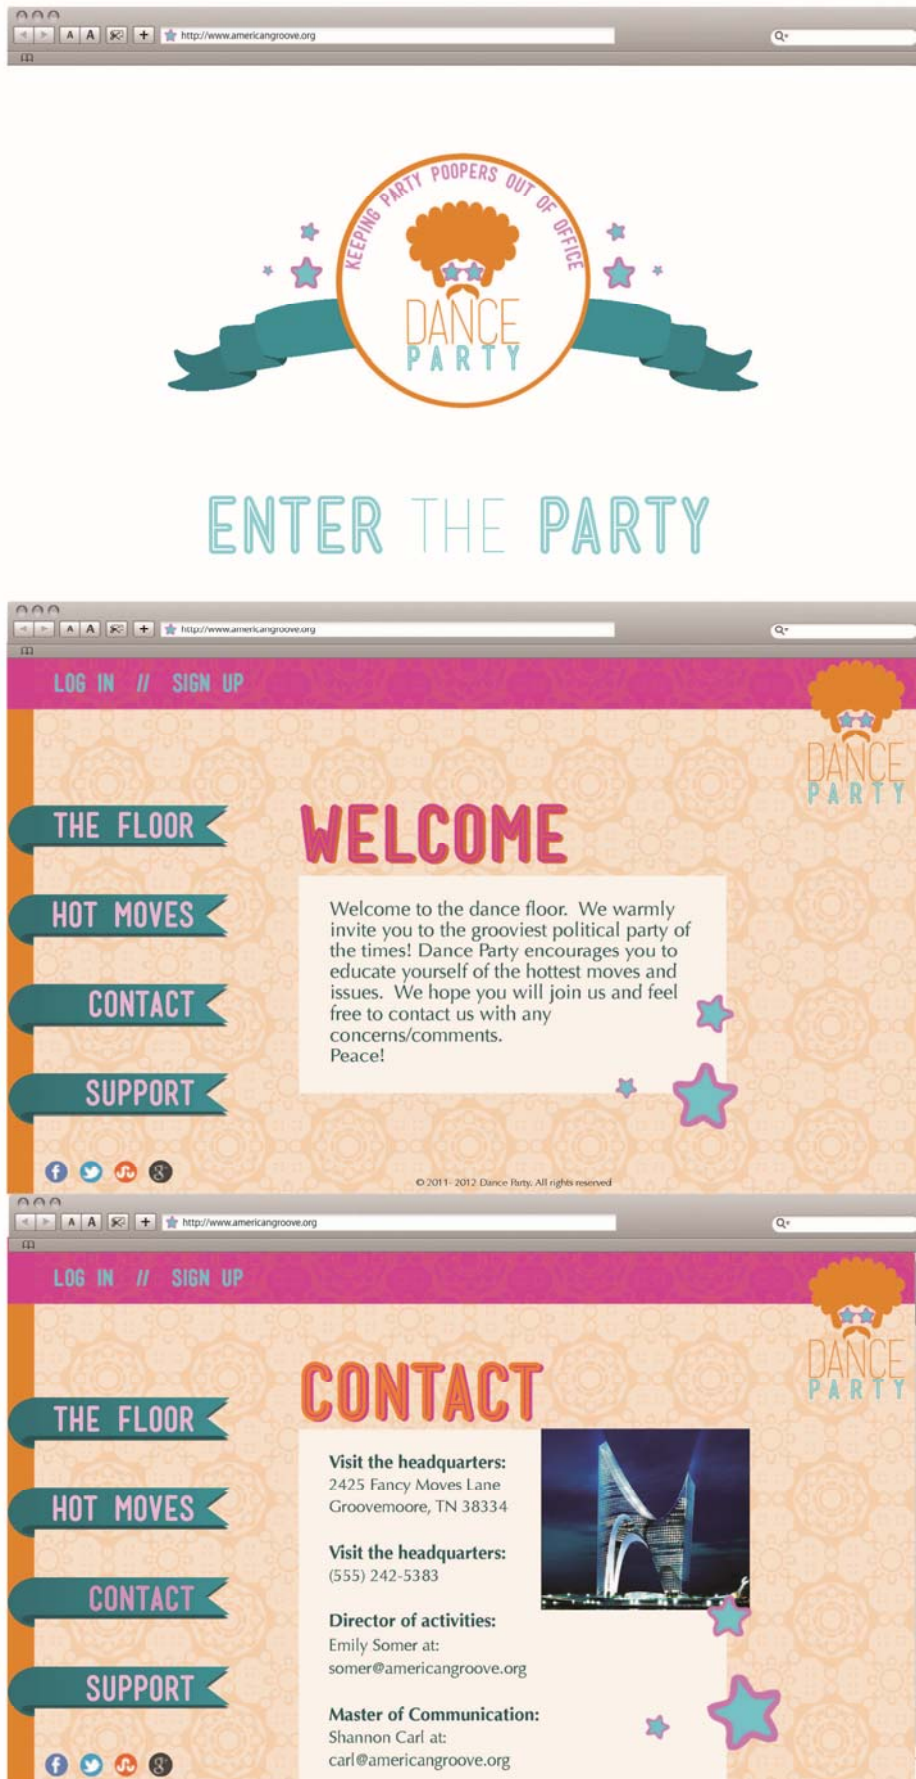 http://www.americangroove.org
KEEPING PARTY POOPERS OUT OF OFFICE
DANCE
PARTY
ENTER THE PARTY
http://www.americangroove.org
LOG IN // SIGN UP
DANCE
PARTY
THE FLOOR
HOT MOVES
CONTACT
SUPPORT
WELCOME
Welcome to the dance floor. We warmly
invite you to the grooviest political party of
the times! Dance Party encourages you to
educate yourself of the hottest moves and
issues. We hope you will join us and feel
free to contact us with any
concerns/comments.
Peace!
© 2011- 2012 Dance Party. All rights reserved
http://www.americangroove.org
LOG IN // SIGN UP
DANCE
PARTY
THE FLOOR
HOT MOVES
CONTACT
SUPPORT
CONTACT
Visit the headquarters:
2425 Fancy Moves Lane
Groovemoore, TN 38334
Visit the headquarters:
(555) 242-5383
Director of activities:
Emily Somer at:
somer@americangroove.org
Master of Communication:
Shannon Carl at:
carl@americangroove.org